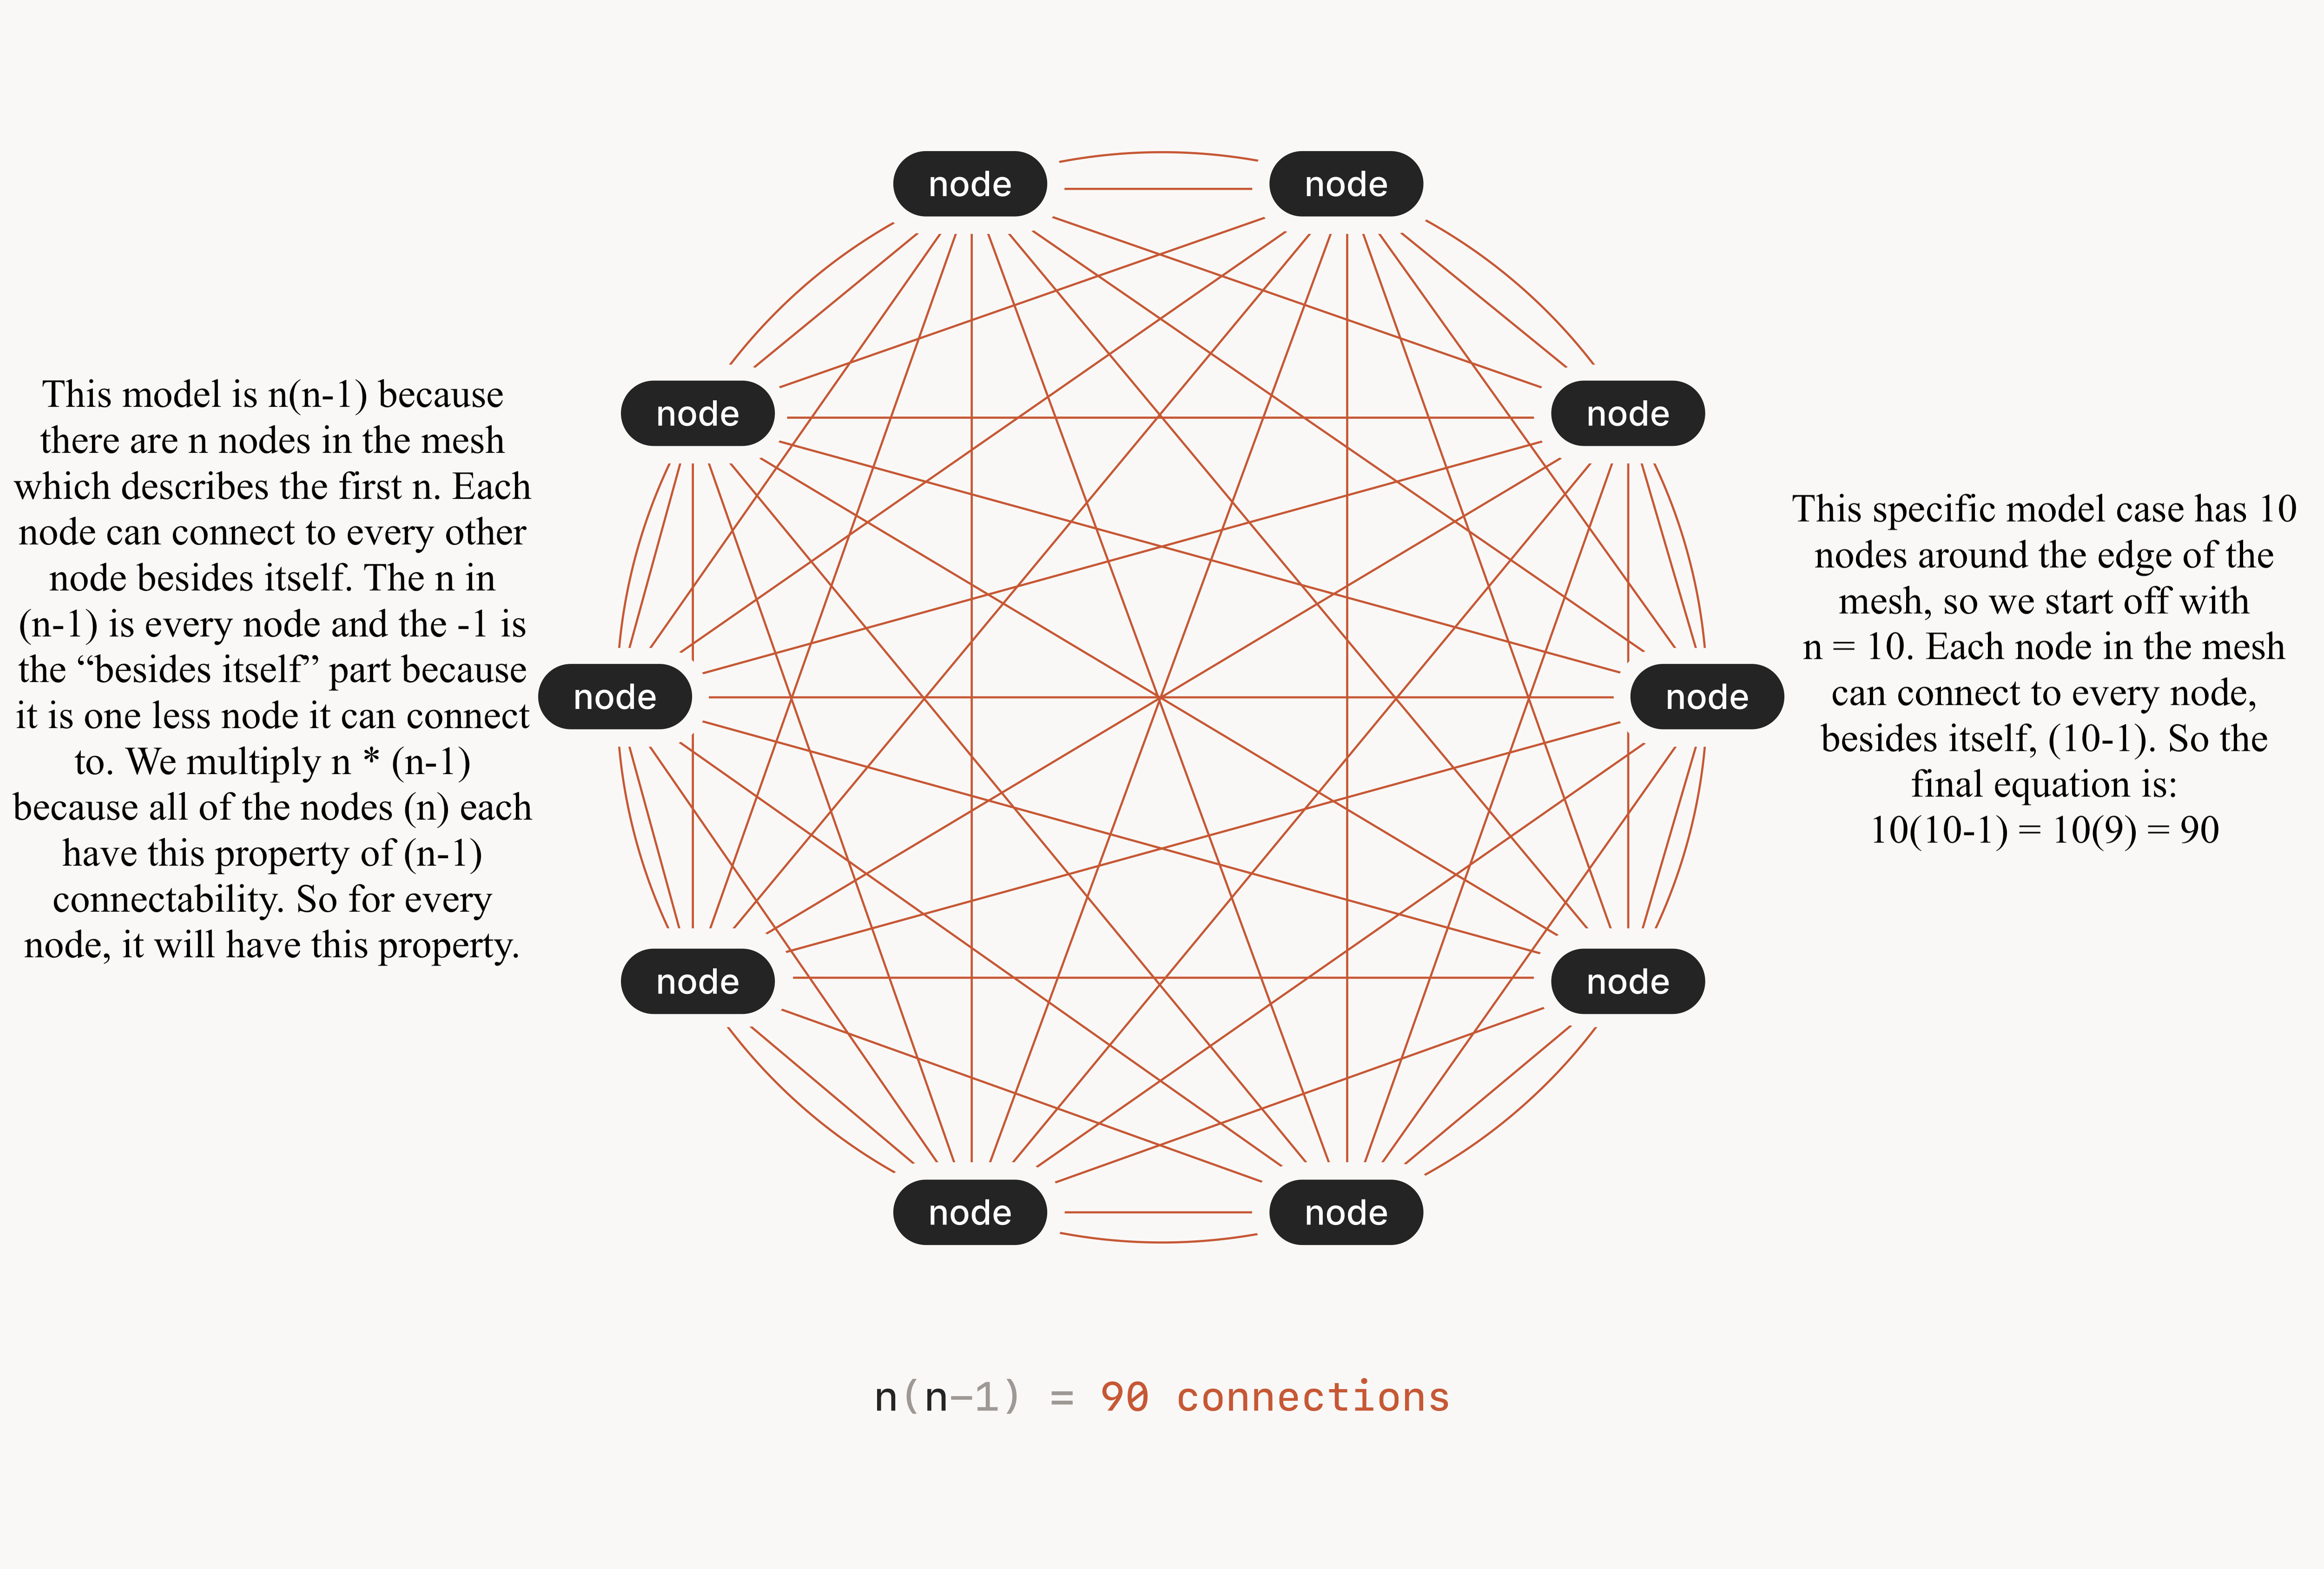 node
node
node
node
node
node
node
node
node
node
This model is n(n-1) because
there are n nodes in the mesh
which describes the first n. Each
node can connect to every other
node besides itself. The n in
(n-1) is every node and the -1 is
the “besides itself” part because
it is one less node it can connect
to. We multiply n * (n-1)
because all of the nodes (n) each
have this property of (n-1)
connectability. So for every
node, it will have this property.
This specific model case has 10
nodes around the edge of the
mesh, so we start off with
n = 10. Each node in the mesh
can connect to every node,
besides itself, (10-1). So the
final equation is:
10(10-1) = 10(9) = 90
n(n−1) = 90 connections